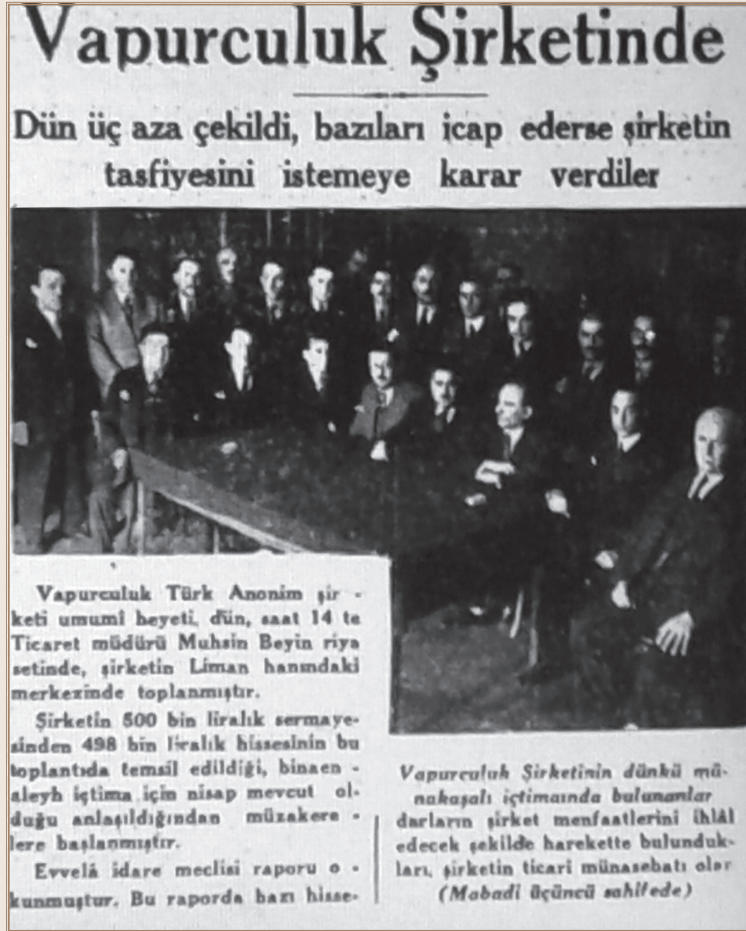 Vapurculuk Şirketinde
Dün üç aza çekildi, bazıları icap ederse şirketin
tasfiyesini istemeye karar verdiler
Vapurculuk Türk Anonim şir -
keti umumî heyeti, dün, saat 14 te
Ticaret müdürü Muhsin Beyin riya
setinde, şirketin Liman hanındaki
merkezinde toplanmıştır.
Şirketin 500 bin liralık sermaye-
sinden 498 bin liralık hissesinin bu
toplantıda temsil edildiği, binaen -
aleyh içtima için nisap mevcut ol-
duğu anlaşıldığından müzakere -
lere başlanmıştır.
Evvelâ idare meclisi raporu o -
kunmuştur. Bu raporda bazı hisse-
Vapurculuk Şirketinin dünkü mü-
nakaşalı içtimaında bulunanlar
darların şirket menfaatlerini ihlâl
edecek şekilde harekette bulunduk-
ları, şirketin ticari münasebatı olar
(Mabadi üçüncü sahifede)